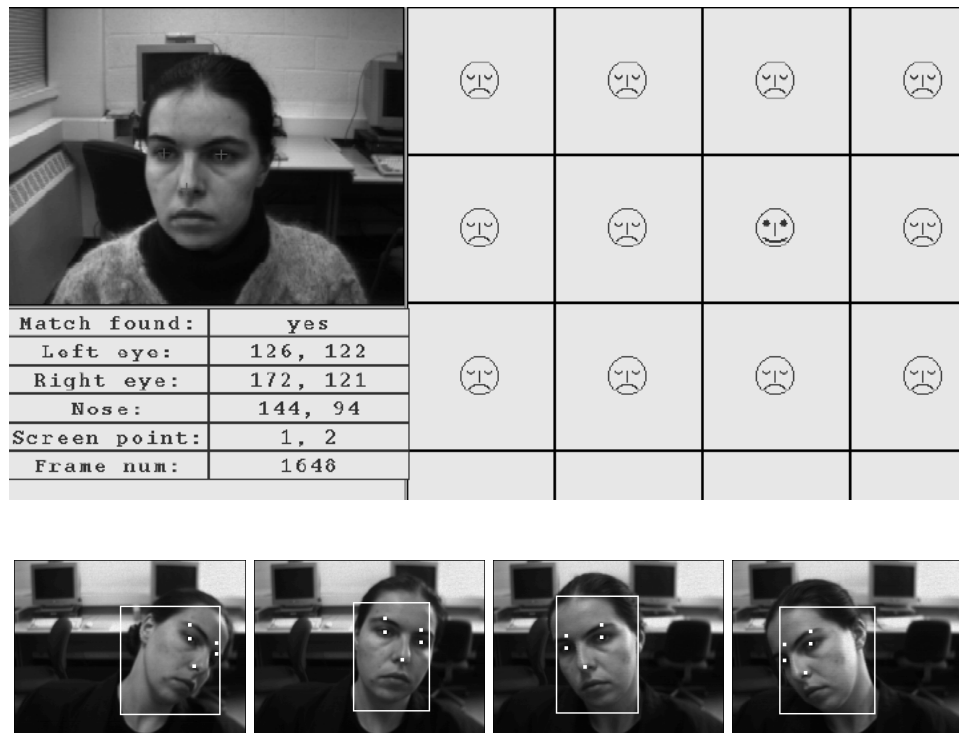 Match found: yes
Left eye: 126, 122
Right eye: 172, 121
Nose: 144, 94
Screen point: 1, 2
Frame num: 1648